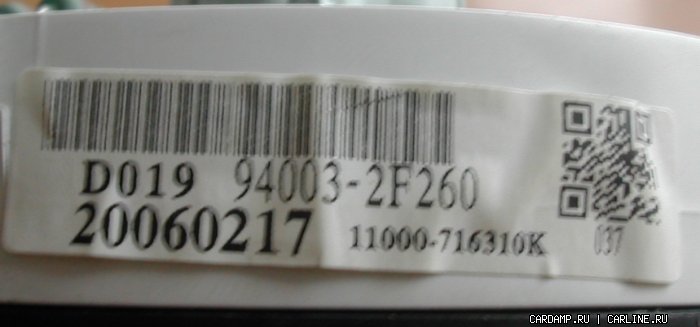 D019 94003-2F260
20060217 11000-716310K 037
CARDAMP.RU | CARLINE.RU